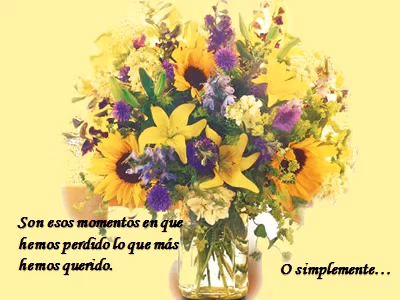 Son esos momentos en que
hemos perdido lo que más
hemos querido.
O simplemente...